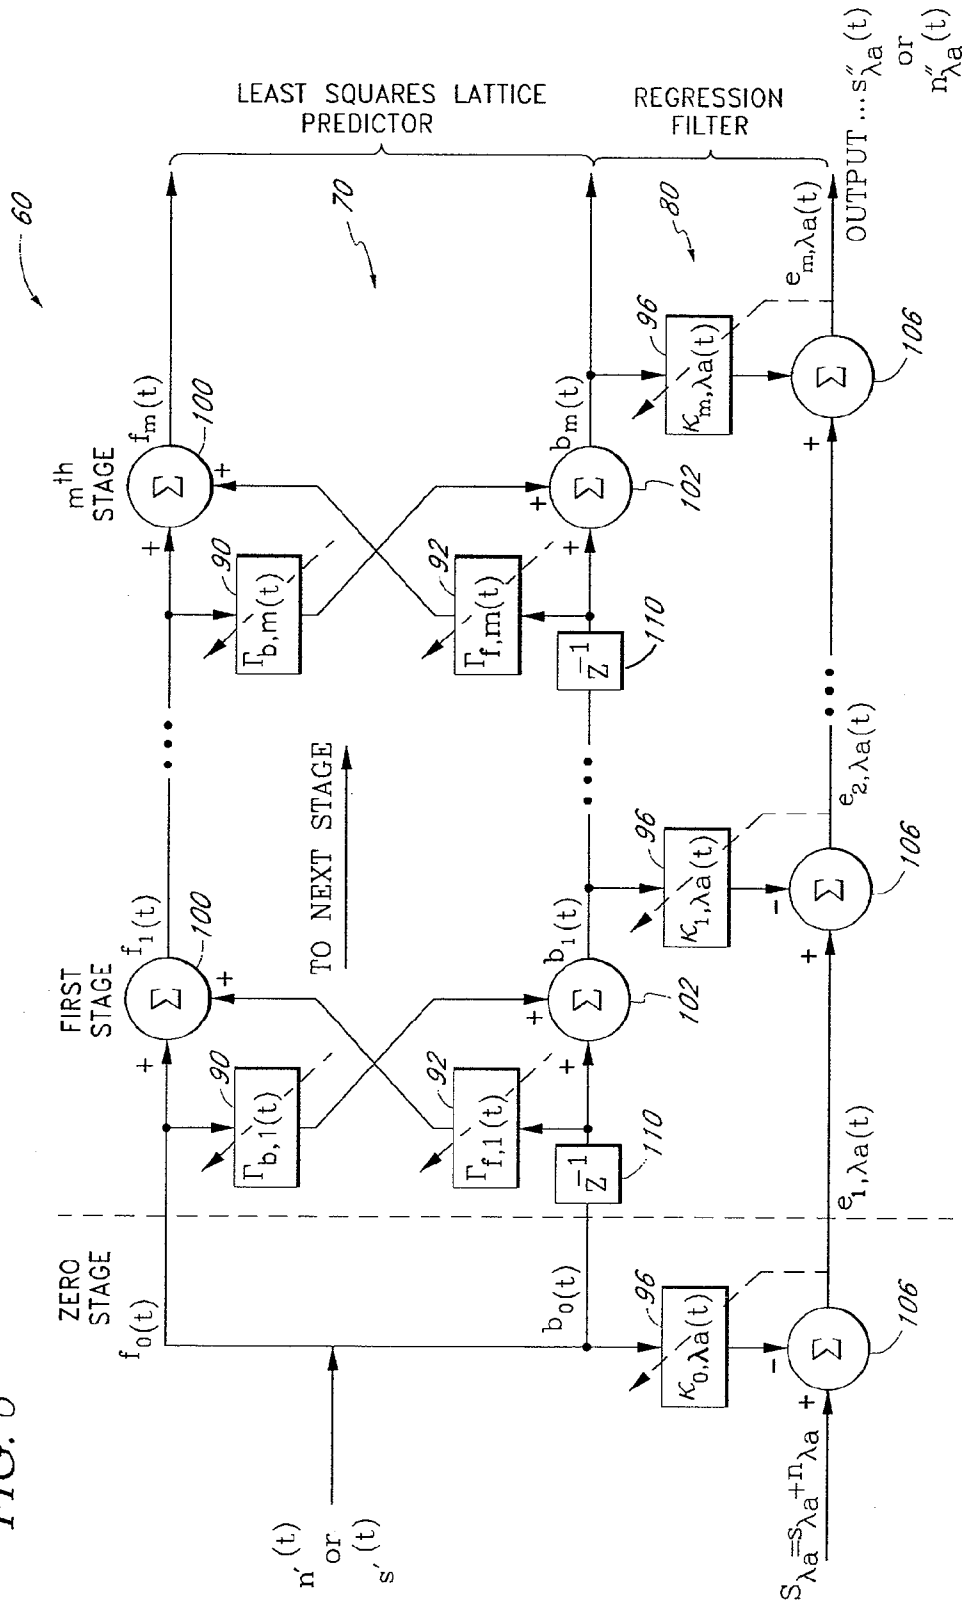 FIG. 8
60
ZERO
STAGE
FIRST
STAGE
mth
STAGE
LEAST SQUARES LATTICE
PREDICTOR
f0(t)
f1(t)
fm(t)
100
100
+
+
+
+
90
90
Γb,1(t)
Γb,m(t)
Σ
Σ
n′(t)
or
s′(t)
TO NEXT STAGE
70
92
92
Γf,1(t)
Γf,m(t)
b0(t)
b1(t)
bm(t)
Z−1
Z−1
110
110
+
+
+
+
Σ
Σ
102
102
REGRESSION
FILTER
80
96
96
96
κ0,λa(t)
κ1,λa(t)
κm,λa(t)
-
-
+
+
+
Σ
Σ
Σ
106
106
106
Sλa=sλa+nλa
e1,λa(t)
e2,λa(t)
em,λa(t)
OUTPUT ... s″λa(t)
or
n″λa(t)